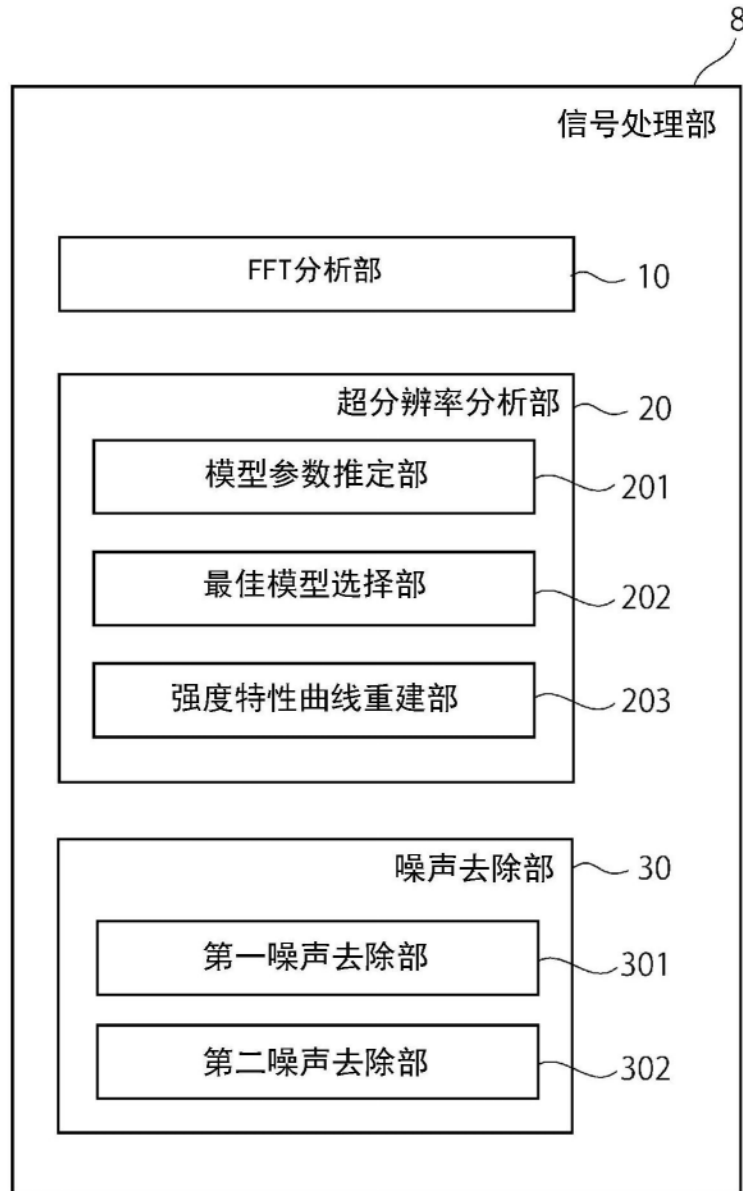 8
信号处理部
FFT分析部
10
超分辨率分析部
20
模型参数推定部
201
最佳模型选择部
202
强度特性曲线重建部
203
噪声去除部
30
第一噪声去除部
301
第二噪声去除部
302